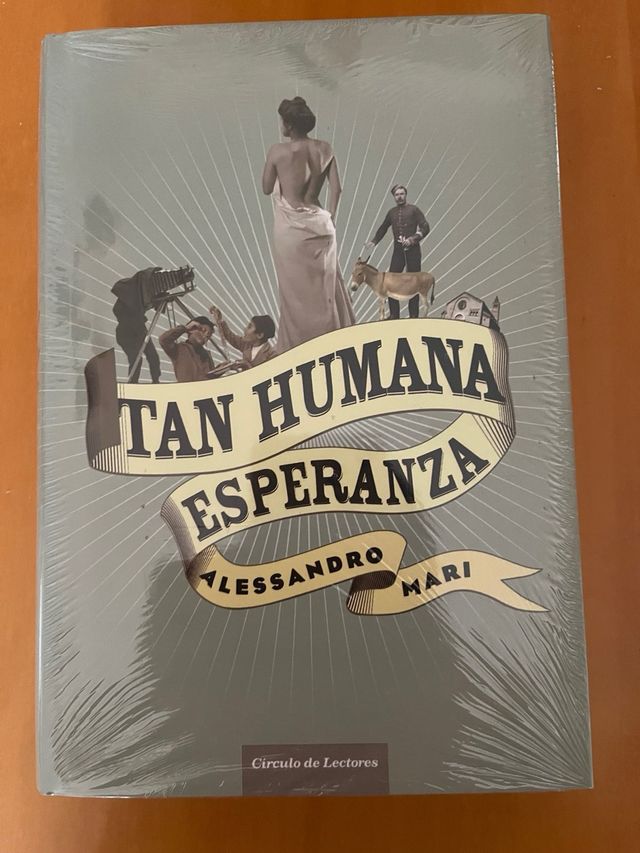 TAN HUMANA
ESPERANZA
ALESSANDRO
MARI
Círculo de Lectores